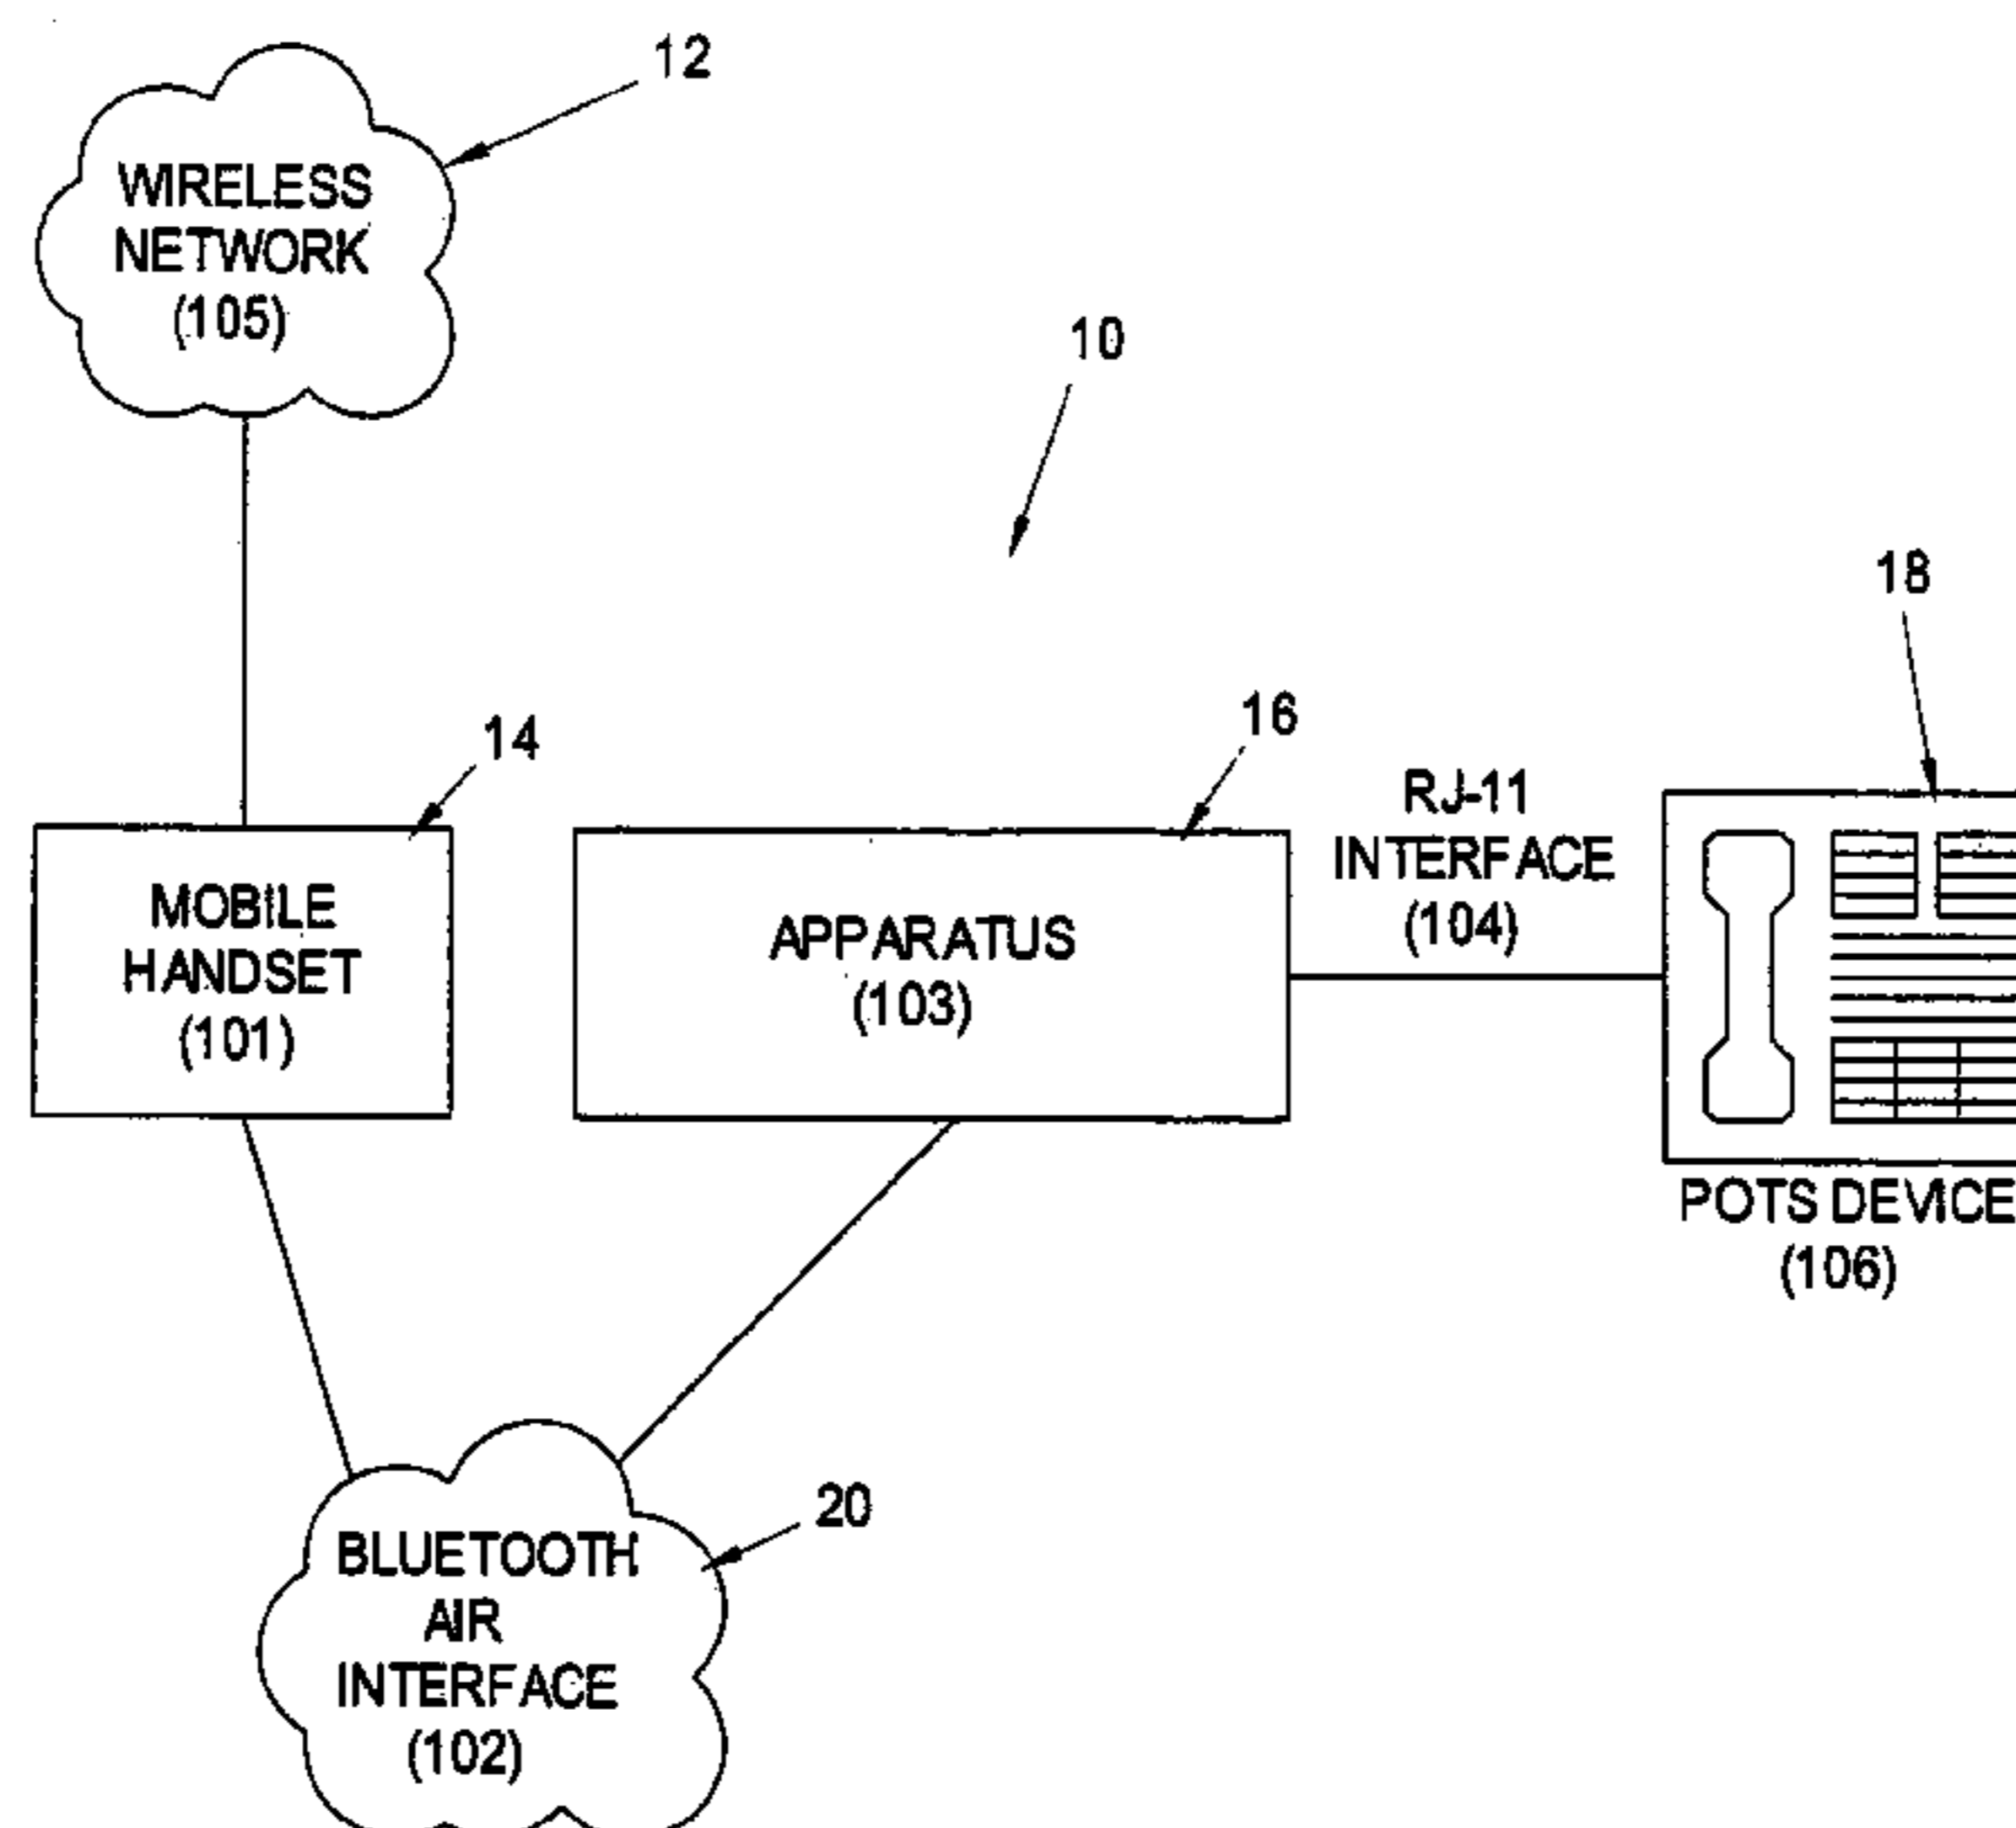 12
WIRELESS
NETWORK
(105)
10
18
14
16
RJ-11
INTERFACE
(104)
MOBILE
HANDSET
(101)
APPARATUS
(103)
POTS DEVICE
(106)
20
BLUETOOTH
AIR
INTERFACE
(102)